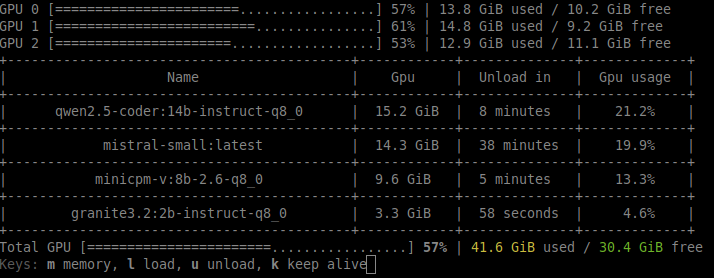 GPU 0 [=======================.................] 57% | 13.8 GiB used / 10.2 GiB free
GPU 1 [=========================...............] 61% | 14.8 GiB used / 9.2 GiB free
GPU 2 [======================..................] 53% | 12.9 GiB used / 11.1 GiB free
+-------------------------------------------+------------+--------------+--------------+
| Name | Gpu | Unload in | Gpu usage |
+-------------------------------------------+------------+--------------+--------------+
| qwen2.5-coder:14b-instruct-q8_0 | 15.2 GiB | 8 minutes | 21.2% |
+-------------------------------------------+------------+--------------+--------------+
| mistral-small:latest | 14.3 GiB | 38 minutes | 19.9% |
+-------------------------------------------+------------+--------------+--------------+
| minicpm-v:8b-2.6-q8_0 | 9.6 GiB | 5 minutes | 13.3% |
+-------------------------------------------+------------+--------------+--------------+
| granite3.2:2b-instruct-q8_0 | 3.3 GiB | 58 seconds | 4.6% |
+-------------------------------------------+------------+--------------+--------------+
Total GPU [=======================.................] 57% | 41.6 GiB used / 30.4 GiB free
Keys: m memory, l load, u unload, k keep alive